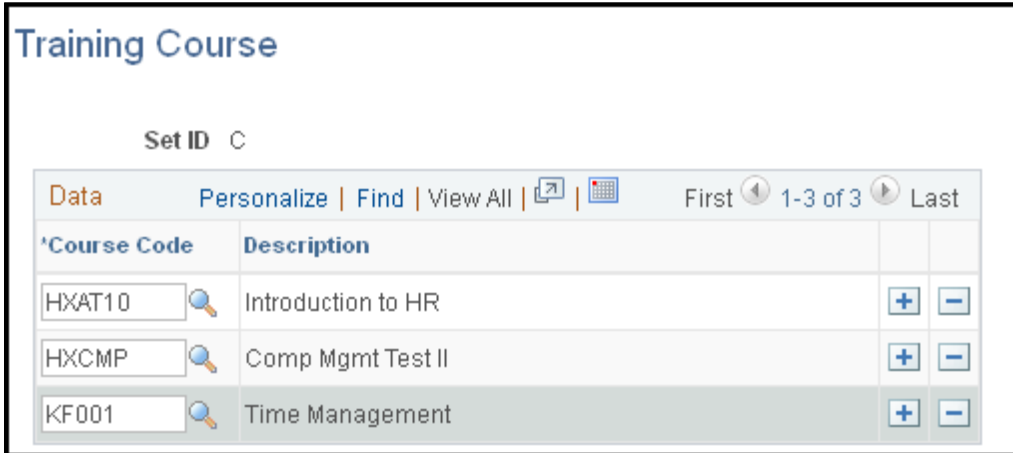 Training Course
Set ID C
Data Personalize | Find | View All | | First 1-3 of 3 Last
*Course Code Description
HXAT10 Introduction to HR
HXCMP Comp Mgmt Test II
KF001 Time Management